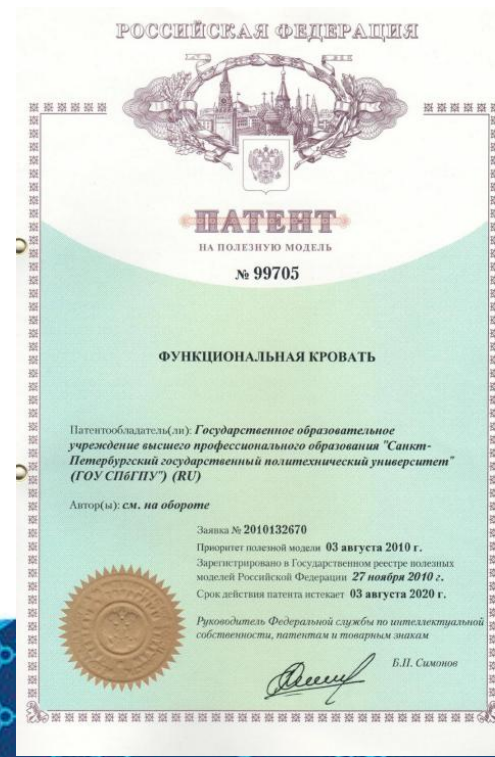 РОССИЙСКАЯ ФЕДЕРАЦИЯ
ПАТЕНТ
НА ПОЛЕЗНУЮ МОДЕЛЬ
№ 99705
ФУНКЦИОНАЛЬНАЯ КРОВАТЬ
Патентообладатель(ли): Государственное образовательное
учреждение высшего профессионального образования "Санкт-
Петербургский государственный политехнический университет"
(ГОУ СПбГПУ") (RU)
Автор(ы): см. на обороте
Заявка № 2010132670
Приоритет полезной модели 03 августа 2010 г.
Зарегистрировано в Государственном реестре полезных
моделей Российской Федерации 27 ноября 2010 г.
Срок действия патента истекает 03 августа 2020 г.
Руководитель Федеральной службы по интеллектуальной
собственности, патентам и товарным знакам
Б.П. Симонов